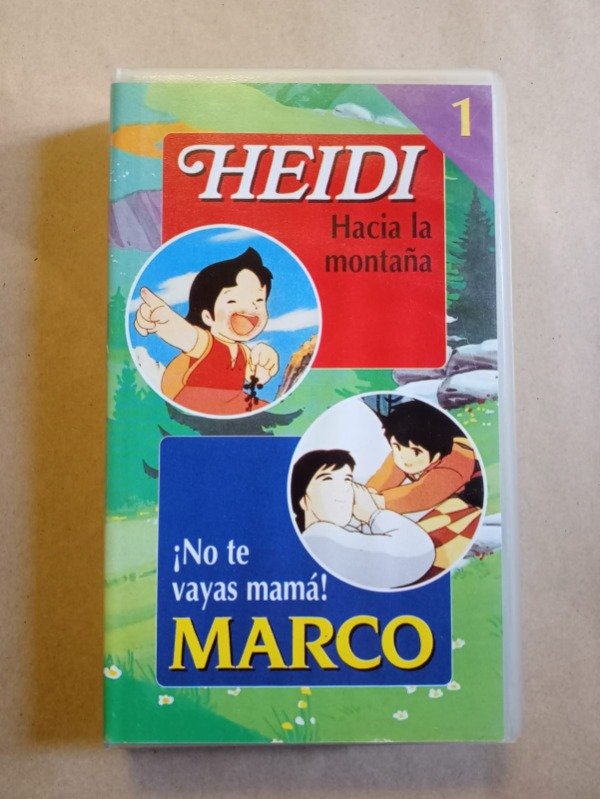 1
HEIDI
Hacia la
montaña
¡No te
vayas mamá!
MARCO